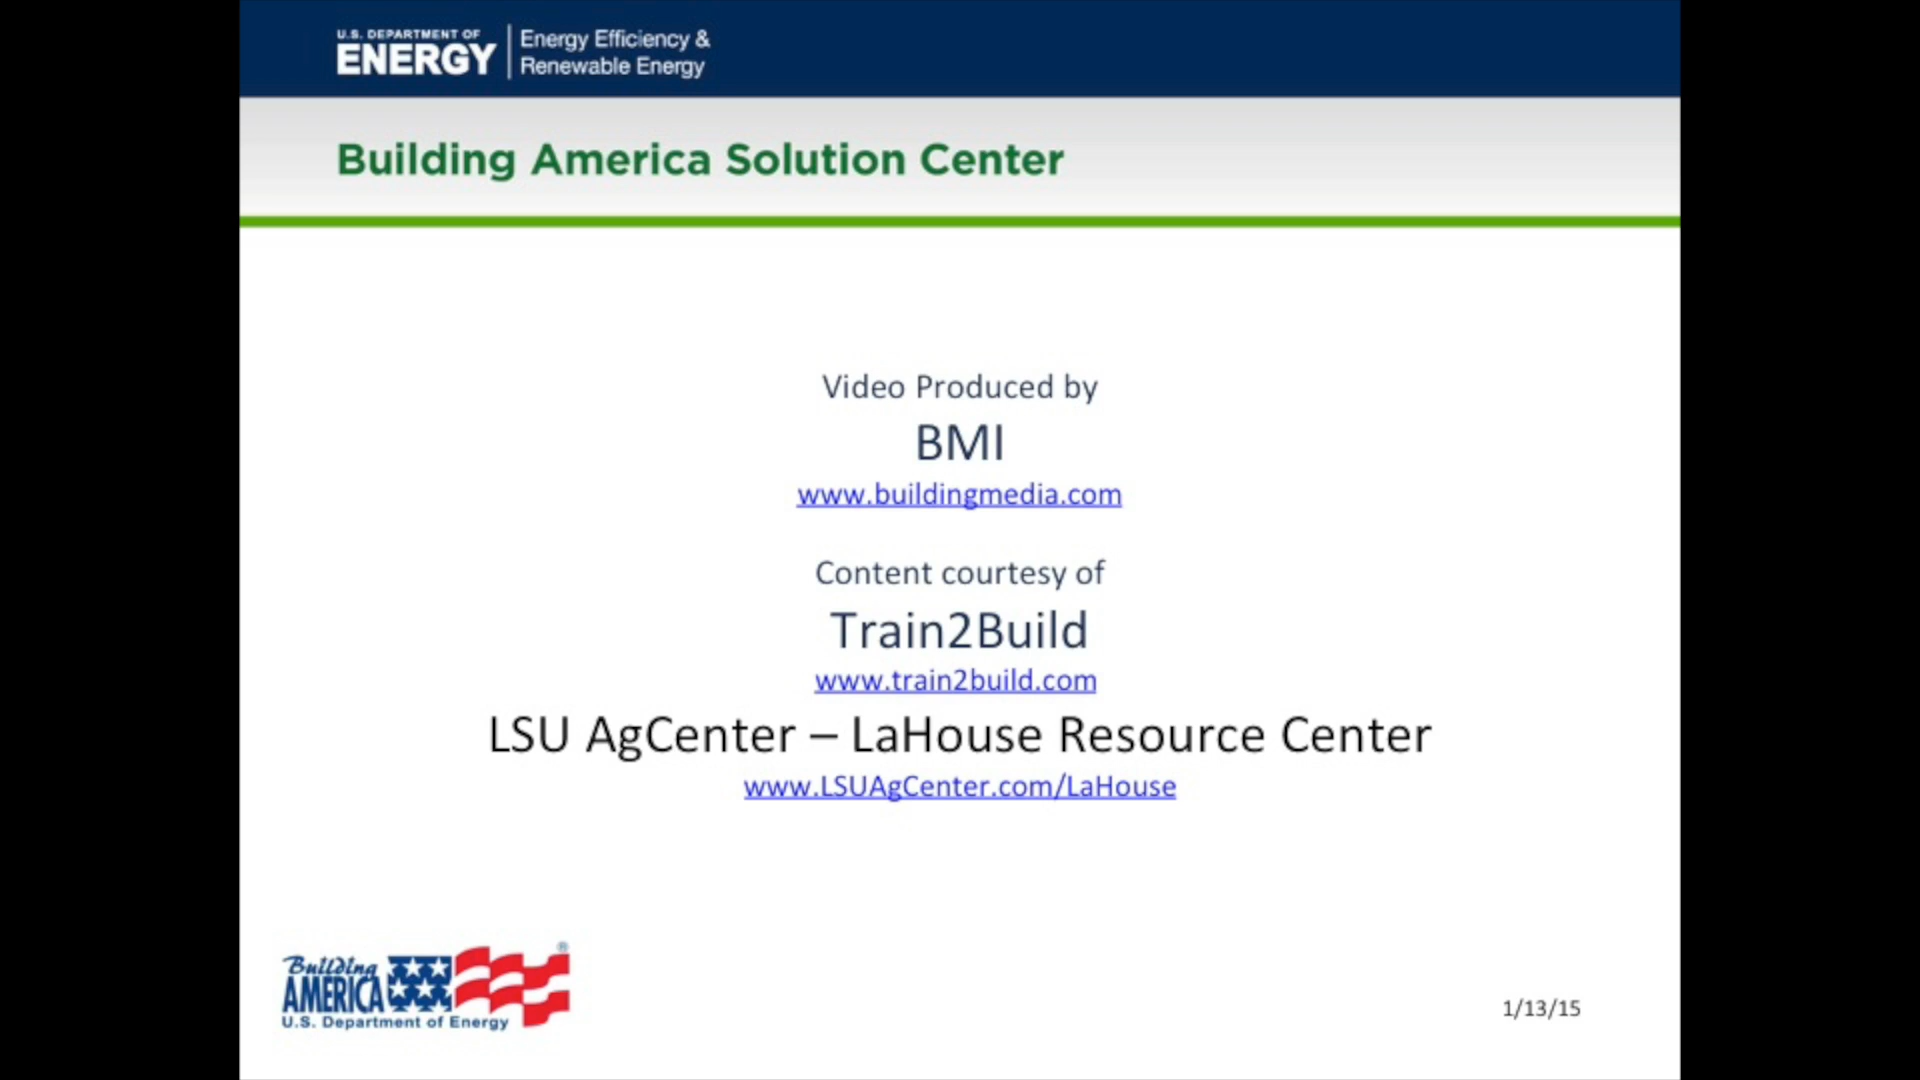 U.S. DEPARTMENT OF
ENERGY
Energy Efficiency &
Renewable Energy
Building America Solution Center
Video Produced by
BMI
www.buildingmedia.com
Content courtesy of
Train2Build
www.train2build.com
LSU AgCenter – LaHouse Resource Center
www.LSUAgCenter.com/LaHouse
Building
AMERICA
®
U.S. Department of Energy
1/13/15